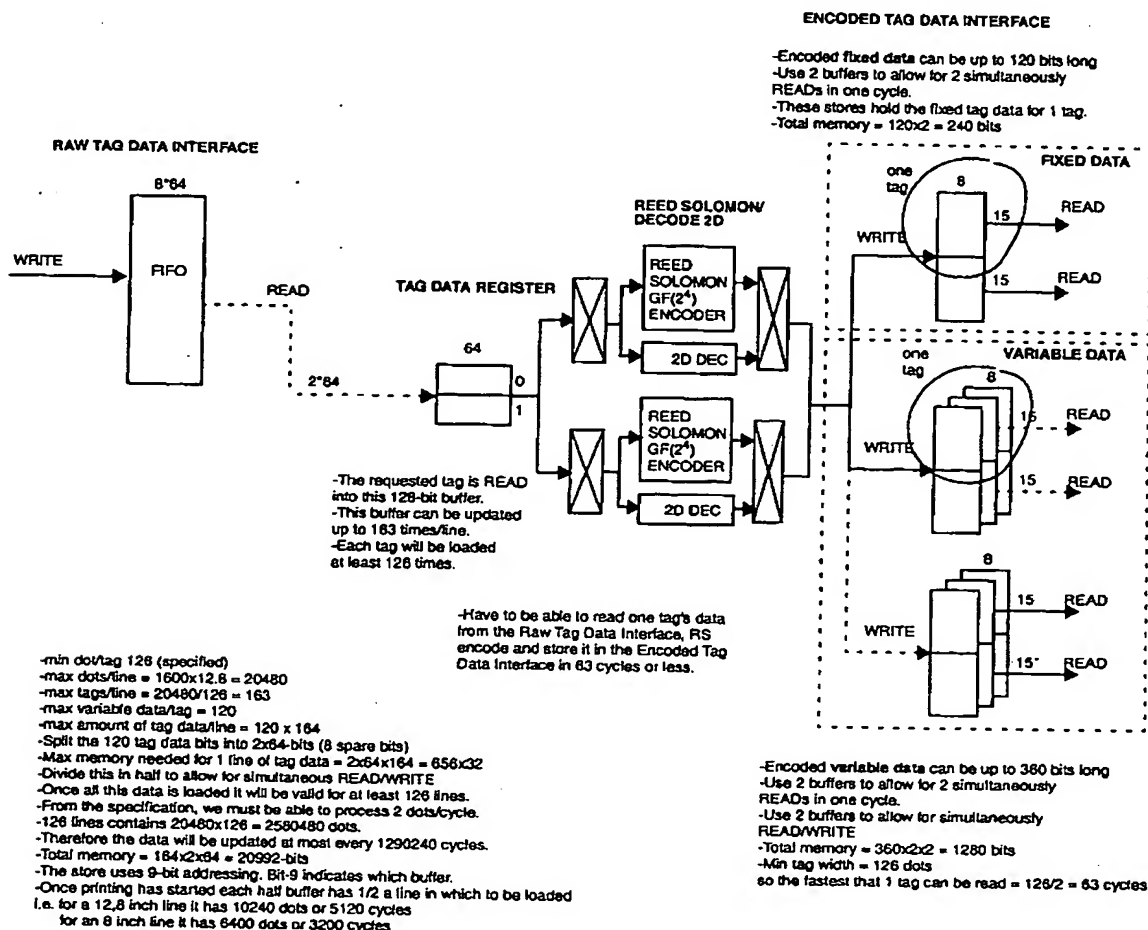 ENCODED TAG DATA INTERFACE
-Encoded fixed data can be up to 120 bits long
-Use 2 buffers to allow for 2 simultaneously
READs in one cycle.
-These stores hold the fixed tag data for 1 tag.
-Total memory = 120x2 = 240 bits
RAW TAG DATA INTERFACE
8*64
WRITE
FIFO
READ
2*64
TAG DATA REGISTER
64
0
1
REED SOLOMON/
DECODE 2D
REED
SOLOMON
GF(2⁴)
ENCODER
2D DEC
REED
SOLOMON
GF(2⁴)
ENCODER
2D DEC
FIXED DATA
one
tag
8
WRITE
15
READ
15
READ
VARIABLE DATA
one
tag
8
WRITE
15
READ
15
READ
8
WRITE
15
READ
15"
READ
-The requested tag is READ
into this 128-bit buffer.
-This buffer can be updated
up to 163 times/line.
-Each tag will be loaded
at least 126 times.
-Have to be able to read one tag's data
from the Raw Tag Data Interface, RS
encode and store it in the Encoded Tag
Data Interface in 63 cycles or less.
-min dot/tag 126 (specified)
-max dots/line = 1600x12.8 = 20480
-max tags/line = 20480/126 = 163
-max variable data/tag = 120
-max amount of tag data/line = 120 x 164
-Split the 120 tag data bits into 2x64-bits (8 spare bits)
-Max memory needed for 1 line of tag data = 2x64x164 = 656x32
-Divide this in half to allow for simultaneous READ/WRITE
-Once all this data is loaded it will be valid for at least 126 lines.
-From the specification, we must be able to process 2 dots/cycle.
-126 lines contains 20480x126 = 2580480 dots.
-Therefore the data will be updated at most every 1290240 cycles.
-Total memory = 164x2x64 = 20992-bits
-The store uses 9-bit addressing. Bit-9 indicates which buffer.
-Once printing has started each half buffer has 1/2 a line in which to be loaded
i.e. for a 12,8 inch line it has 10240 dots or 5120 cycles
for an 8 inch line it has 6400 dots or 3200 cycles
-Encoded variable data can be up to 360 bits long
-Use 2 buffers to allow for 2 simultaneously
READs in one cycle.
-Use 2 buffers to allow for simultaneously
READ/WRITE
-Total memory = 360x2x2 = 1280 bits
-Min tag width = 126 dots
so the fastest that 1 tag can be read = 126/2 = 63 cycles